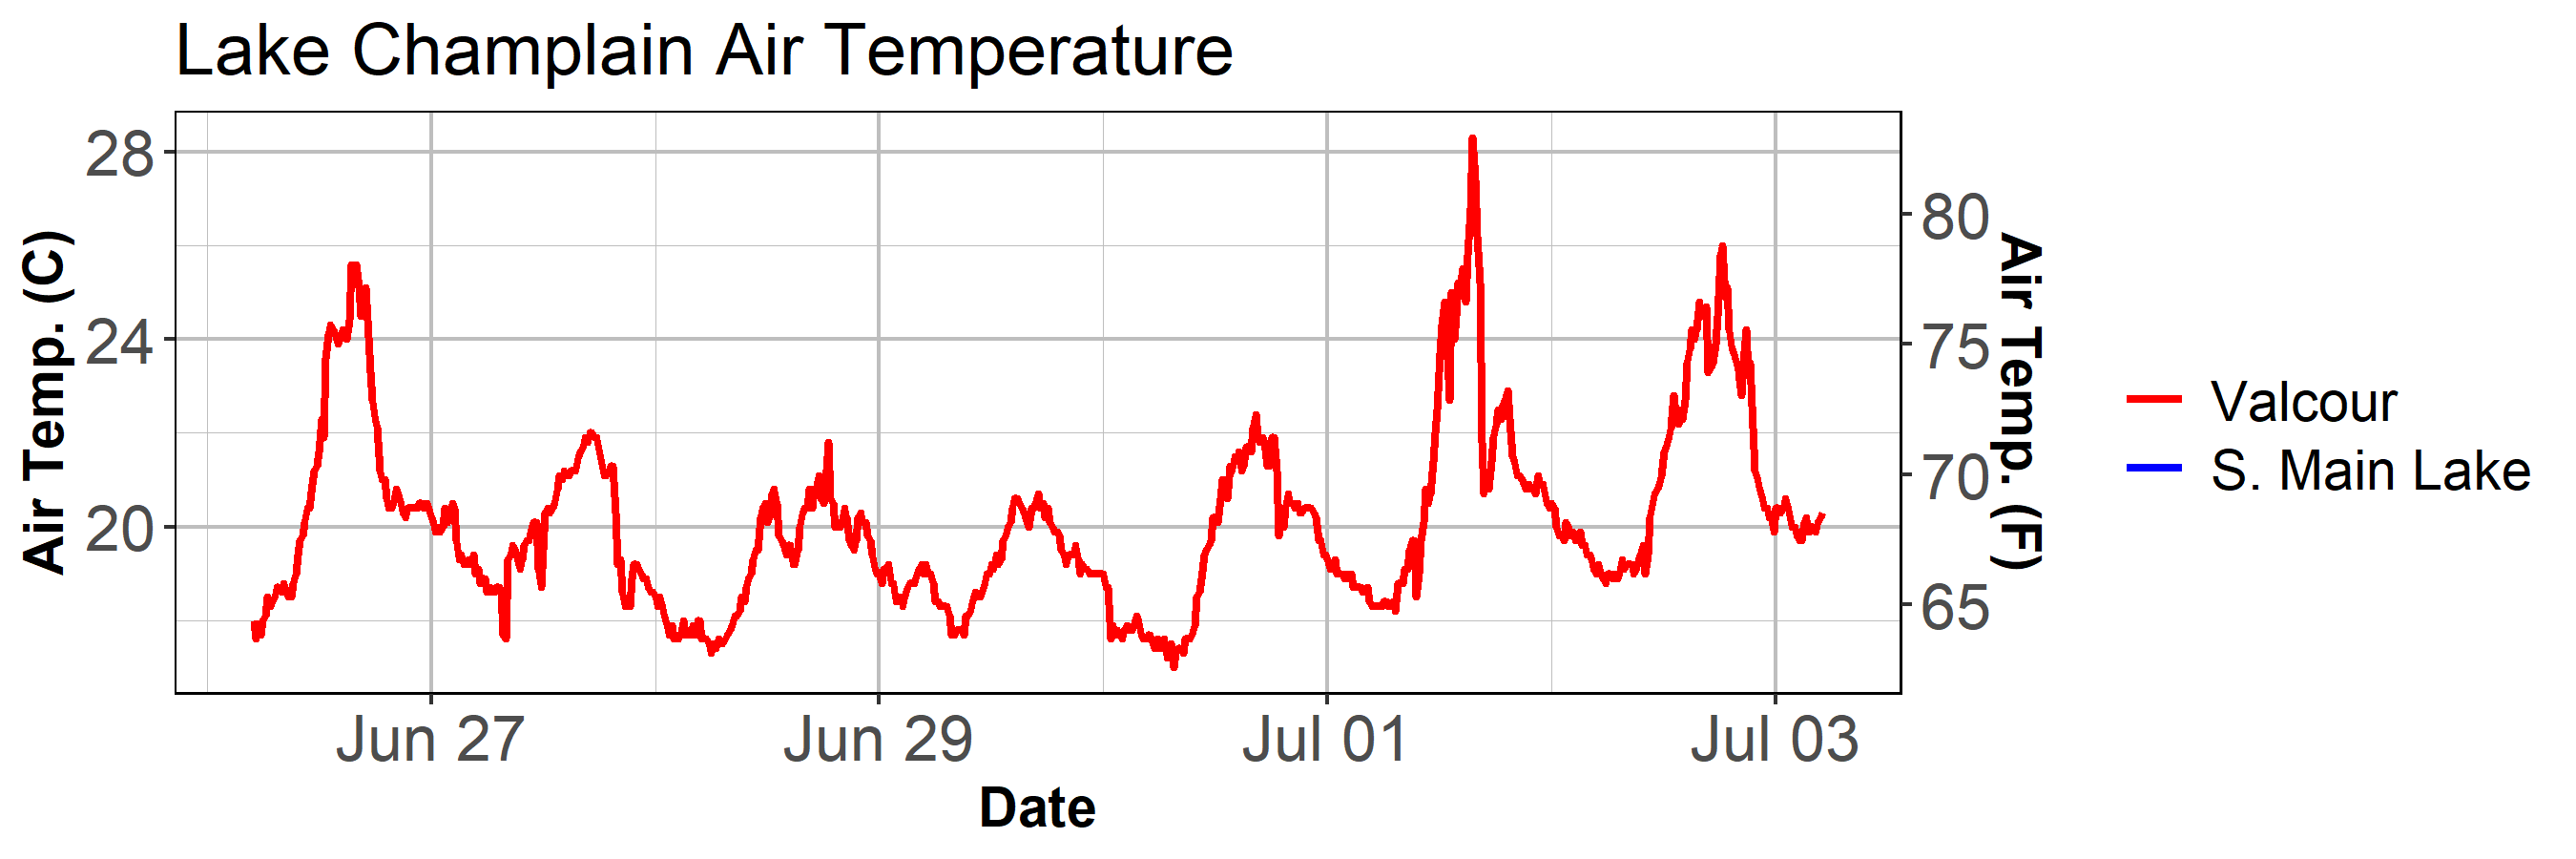 Lake Champlain Air Temperature
Air Temp. (C)
28
24
20
80
75
70
65
Air Temp. (F)
Jun 27
Jun 29
Jul 01
Jul 03
Date
Valcour
S. Main Lake